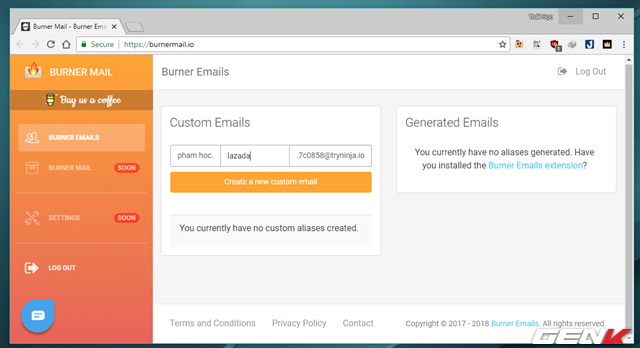 Thái Học
Burner Mail - Burner Ema
Secure
https://burnermail.io
BURNER MAIL
Burner Emails
Log Out
Buy us a coffee
BURNER EMAILS
BURNER MAIL SOON
SETTINGS SOON
LOG OUT
Custom Emails
pham hoc. lazada .7c0858@tryninja.io
Create a new custom email
You currently have no custom aliases created.
Generated Emails
You currently have no aliases generated. Have
you installed the Burner Emails extension?
Terms and Conditions Privacy Policy Contact
Copyright © 2017 - 2018 Burner Emails. All rights reserved.
GENK